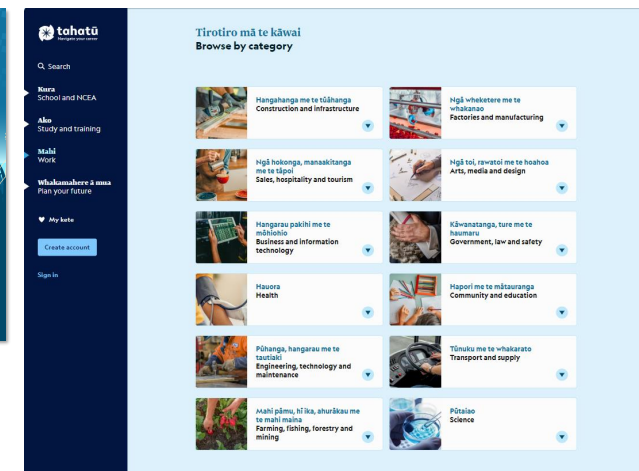 tahatū
Navigate your career
Search
Kura
School and NCEA
Ako
Study and training
Mahi
Work
Whakamahere ā mua
Plan your future
My kete
Create account
Sign in
Tirotiro mā te kāwai
Browse by category
Hangahanga me te tūāhanga
Construction and infrastructure
Ngā wheketere me te
whakanao
Factories and manufacturing
Ngā hokonga, manaakitanga
me te tāpoi
Sales, hospitality and tourism
Ngā toi, rawatoi me te hoahoa
Arts, media and design
Hangarau pakihi me te
mōhiohio
Business and information
technology
Kāwanatanga, ture me te
haumaru
Government, law and safety
Hauora
Health
Hapori me te mātauranga
Community and education
Pūhanga, hangarau me te
tautiaki
Engineering, technology and
maintenance
Tūnuku me te whakarato
Transport and supply
Mahi pāmu, hī ika, ahurākau me
te mahi maina
Farming, fishing, forestry and
mining
Pūtaiao
Science